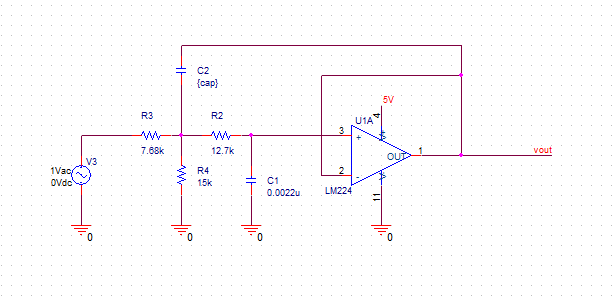 C2
{cap}
5V
4
R3
R2
U1A
3
+
7.68k
12.7k
OUT
1
vout
V3
1Vac
0Vdc
R4
15k
C1
0.0022u
2
-
LM224
11
0
0
0
0